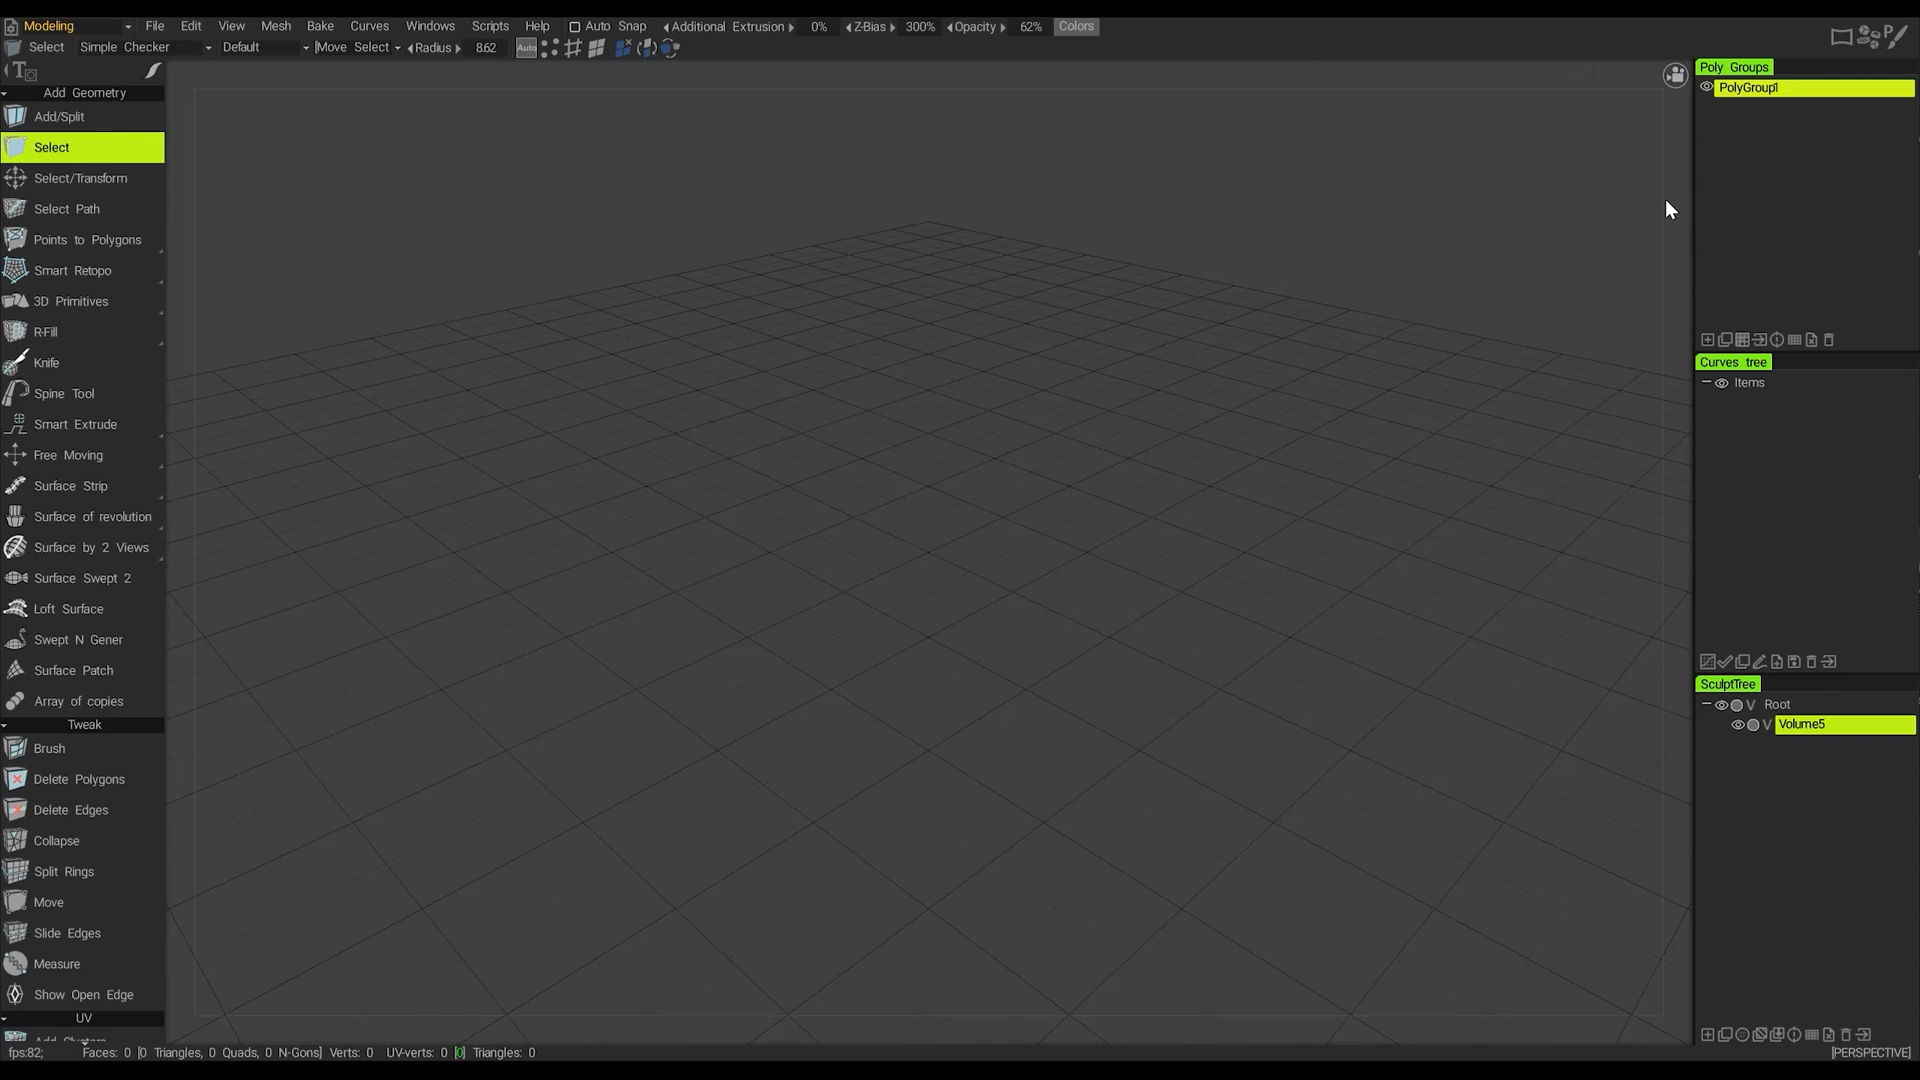 Modeling File Edit View Mesh Bake Curves Windows Scripts Help Auto Snap Additional Extrusion 0% Z-Bias 300% Opacity 62% Colors
Select Simple Checker Default Move Select Radius 8.62 Auto
Add Geometry
Add/Split
Select
Select/Transform
Select Path
Points to Polygons
Smart Retopo
3D Primitives
R-Fill
Knife
Spine Tool
Smart Extrude
Free Moving
Surface Strip
Surface of revolution
Surface by 2 Views
Surface Swept 2
Loft Surface
Swept N Gener
Surface Patch
Array of copies
Tweak
Brush
Delete Polygons
Delete Edges
Collapse
Split Rings
Move
Slide Edges
Measure
Show Open Edge
UV
Poly Groups
PolyGroup1
Curves tree
Items
SculptTree
V Root
V Volume5
fps:82; Faces: 0 [0 Triangles, 0 Quads, 0 N-Gons] Verts: 0 UV-verts: 0 [0] Triangles: 0
[PERSPECTIVE]